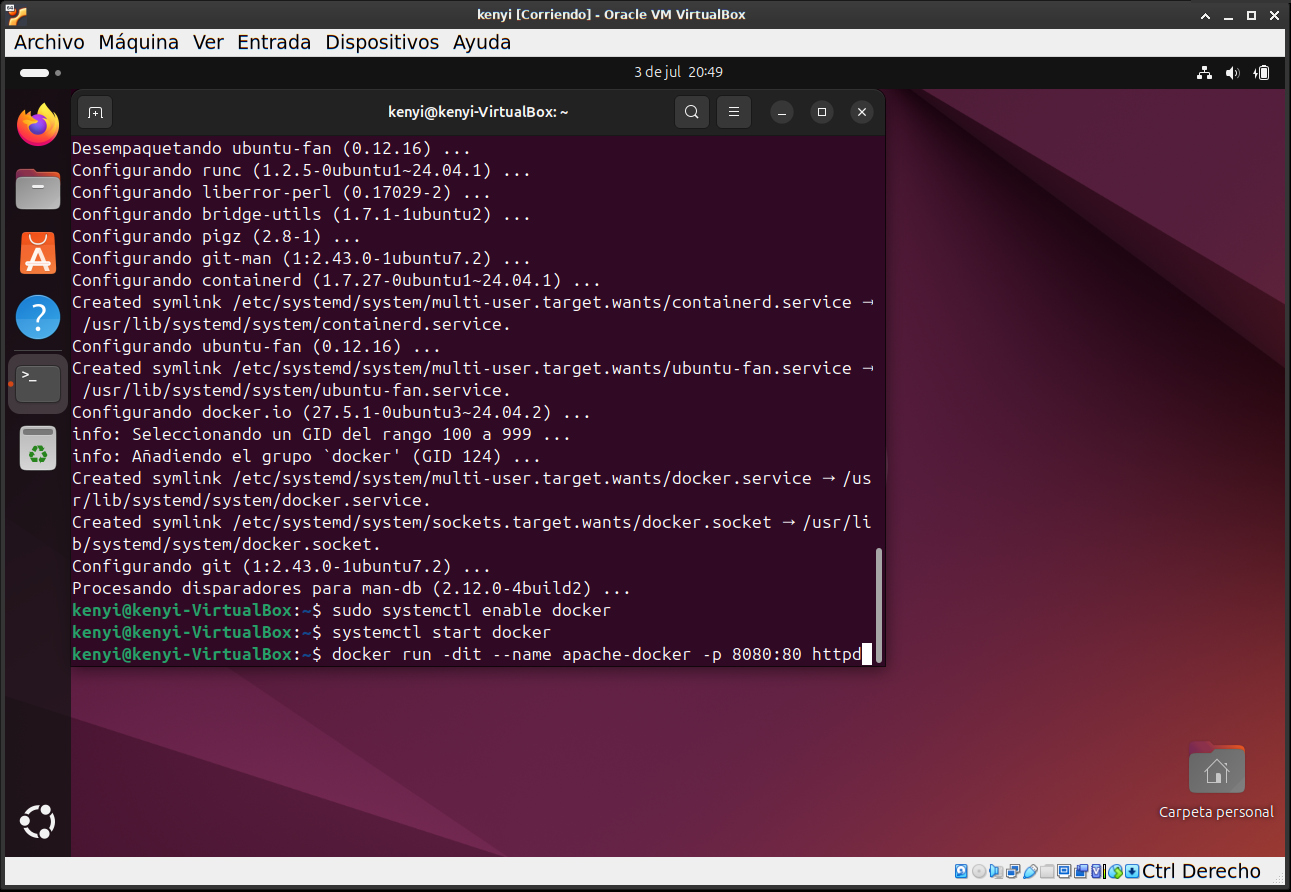 kenyi [Corriendo] - Oracle VM VirtualBox
Archivo Máquina Ver Entrada Dispositivos Ayuda
3 de jul 20:49
kenyi@kenyi-VirtualBox: ~
Desempaquetando ubuntu-fan (0.12.16) ...
Configurando runc (1.2.5-0ubuntu1~24.04.1) ...
Configurando liberror-perl (0.17029-2) ...
Configurando bridge-utils (1.7.1-1ubuntu2) ...
Configurando pigz (2.8-1) ...
Configurando git-man (1:2.43.0-1ubuntu7.2) ...
Configurando containerd (1.7.27-0ubuntu1~24.04.1) ...
Created symlink /etc/systemd/system/multi-user.target.wants/containerd.service →
/usr/lib/systemd/system/containerd.service.
Configurando ubuntu-fan (0.12.16) ...
Created symlink /etc/systemd/system/multi-user.target.wants/ubuntu-fan.service →
/usr/lib/systemd/system/ubuntu-fan.service.
Configurando docker.io (27.5.1-0ubuntu3~24.04.2) ...
info: Seleccionando un GID del rango 100 a 999 ...
info: Añadiendo el grupo `docker' (GID 124) ...
Created symlink /etc/systemd/system/multi-user.target.wants/docker.service → /us
r/lib/systemd/system/docker.service.
Created symlink /etc/systemd/system/sockets.target.wants/docker.socket → /usr/li
b/systemd/system/docker.socket.
Configurando git (1:2.43.0-1ubuntu7.2) ...
Procesando disparadores para man-db (2.12.0-4build2) ...
kenyi@kenyi-VirtualBox:~$ sudo systemctl enable docker
kenyi@kenyi-VirtualBox:~$ systemctl start docker
kenyi@kenyi-VirtualBox:~$ docker run -dit --name apache-docker -p 8080:80 httpd
Carpeta personal
Ctrl Derecho